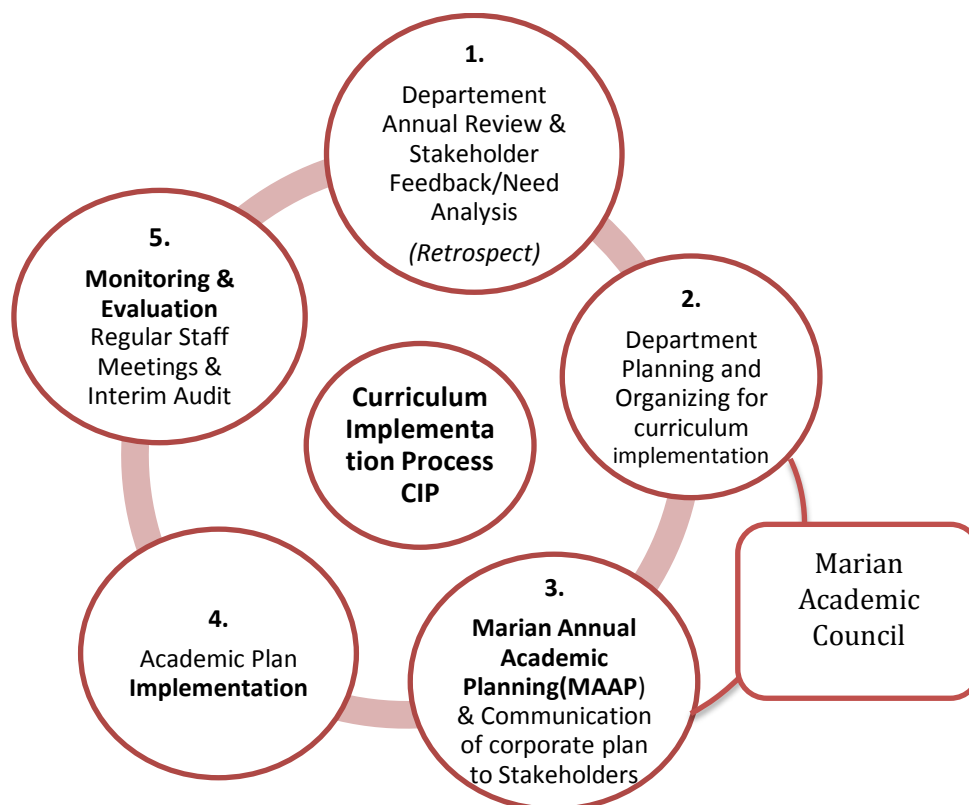 1.
Departement
Annual Review &
Stakeholder
Feedback/Need
Analysis
(Retrospect)
2.
Department
Planning and
Organizing for
curriculum
implementation
3.
Marian Annual
Academic
Planning(MAAP)
& Communication
of corporate plan
to Stakeholders
4.
Academic Plan
Implementation
5.
Monitoring &
Evaluation
Regular Staff
Meetings &
Interim Audit
Curriculum
Implementa
tion Process
CIP
Marian
Academic
Council